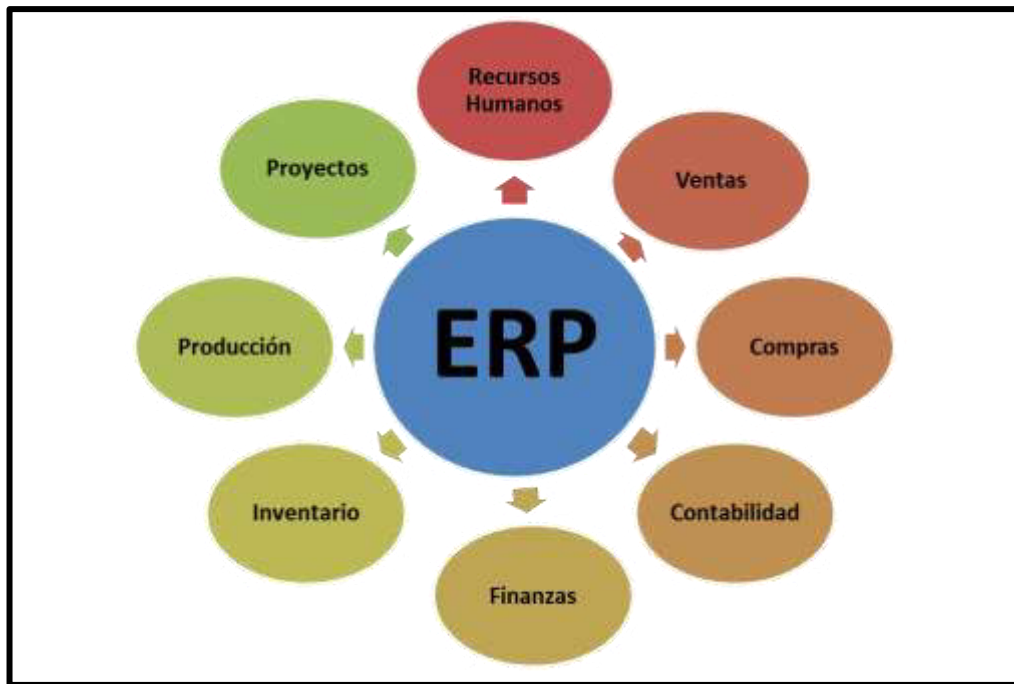 Recursos
Humanos
Proyectos
Ventas
ERP
Producción
Compras
Inventario
Contabilidad
Finanzas